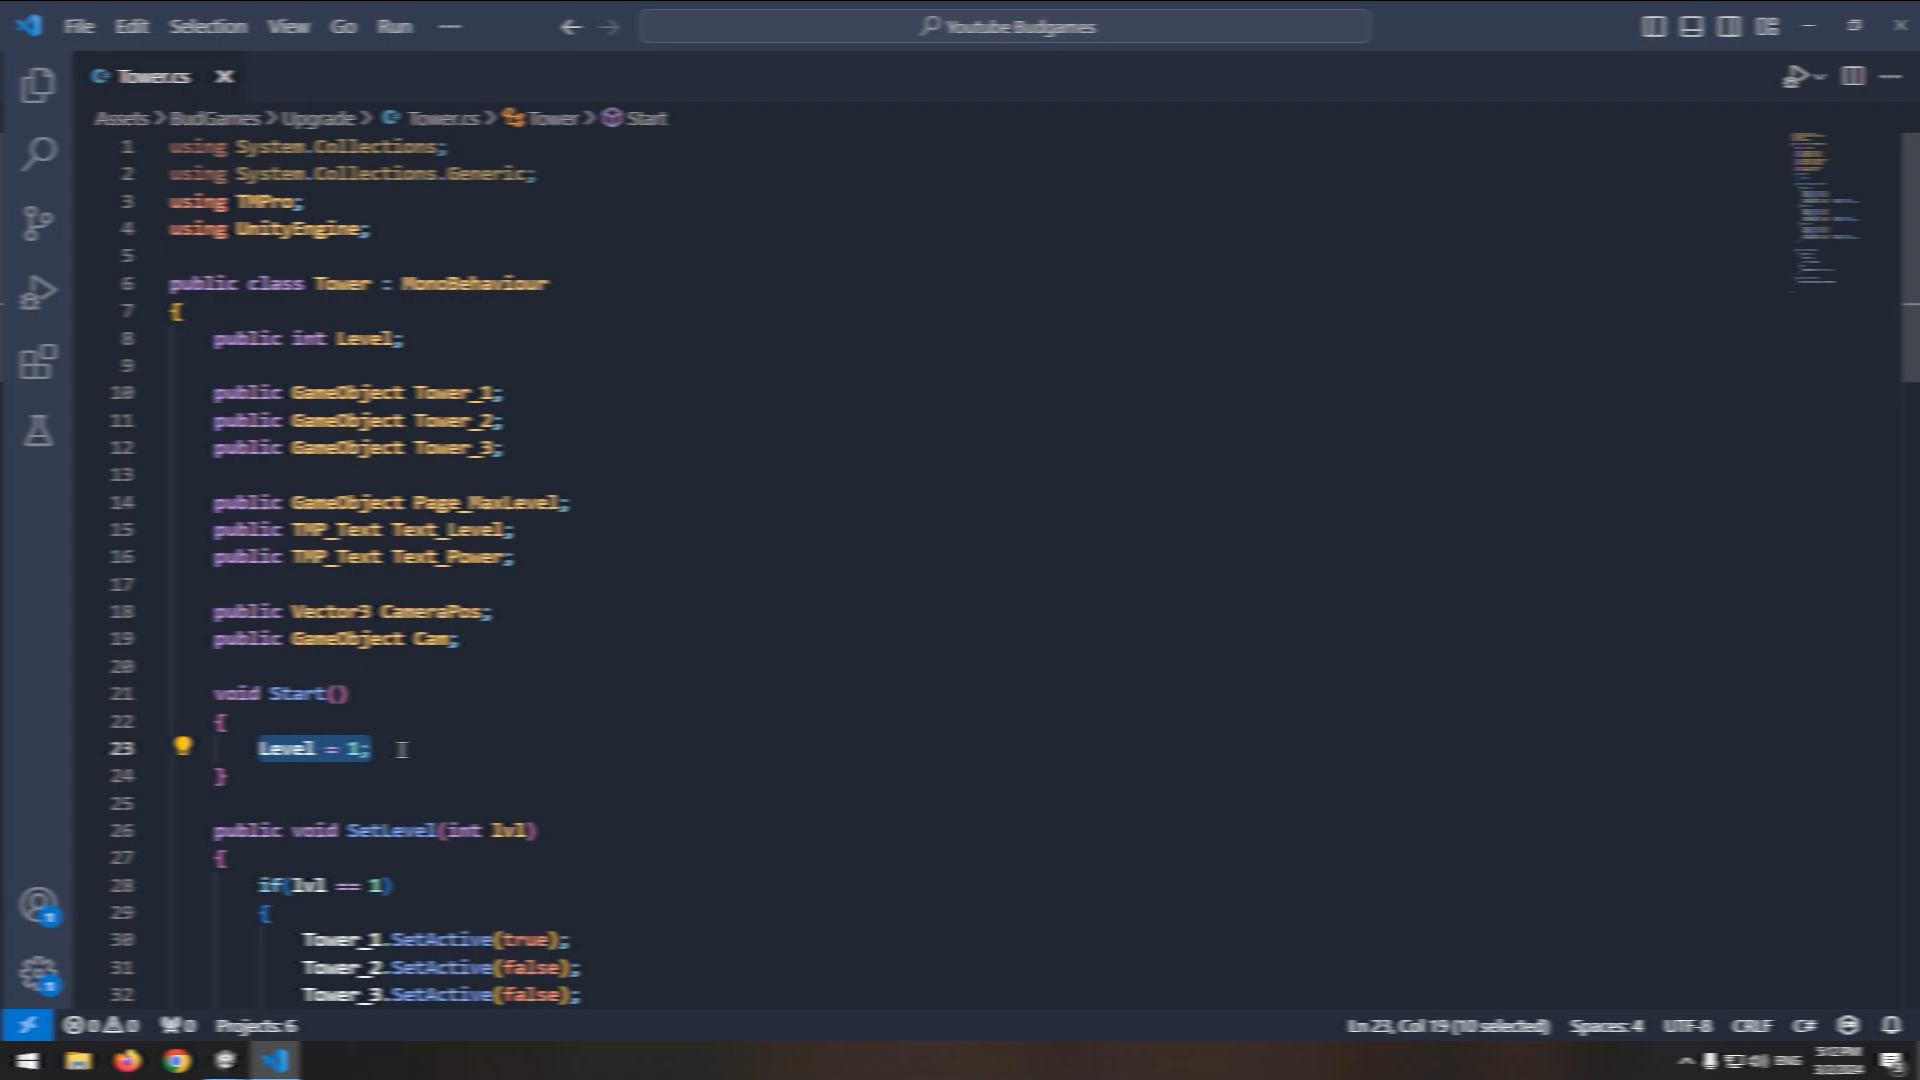 File Edit Selection View Go Run ···
Youtube Budgames
Tower.cs
Assets > BudGames > Upgrade > Tower.cs > Tower > Start
1 using System.Collections;
2 using System.Collections.Generic;
3 using TMPro;
4 using UnityEngine;
5
6 public class Tower : MonoBehaviour
7 {
8 public int Level;
9
10 public GameObject Tower_1;
11 public GameObject Tower_2;
12 public GameObject Tower_3;
13
14 public GameObject Page_MaxLevel;
15 public TMP_Text Text_Level;
16 public TMP_Text Text_Power;
17
18 public Vector3 CameraPos;
19 public GameObject Cam;
20
21 void Start()
22 {
23 Level = 1;
24 }
25
26 public void SetLevel(int lvl)
27 {
28 if(lvl == 1)
29 {
30 Tower_1.SetActive(true);
31 Tower_2.SetActive(false);
32 Tower_3.SetActive(false);
0 0 0 Projects: 6 Ln 23, Col 19 (10 selected) Spaces: 4 UTF-8 CRLF C#
ENG